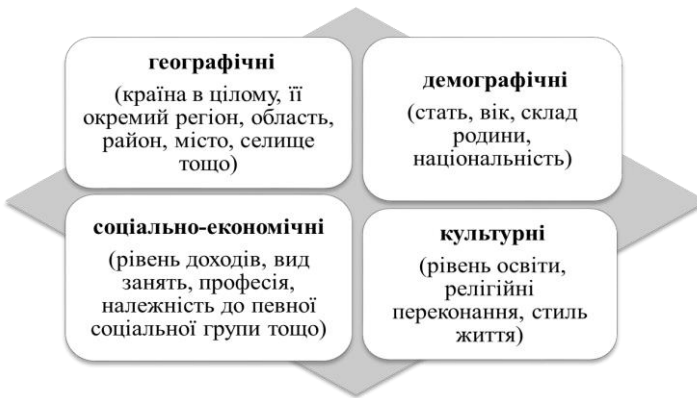 географічні
(країна в цілому, її
окремий регіон, область,
район, місто, селище
тощо)
демографічні
(стать, вік, склад
родини,
національність)
соціально-економічні
(рівень доходів, вид
занять, професія,
належність до певної
соціальної групи тощо)
культурні
(рівень освіти,
релігійні
переконання, стиль
життя)